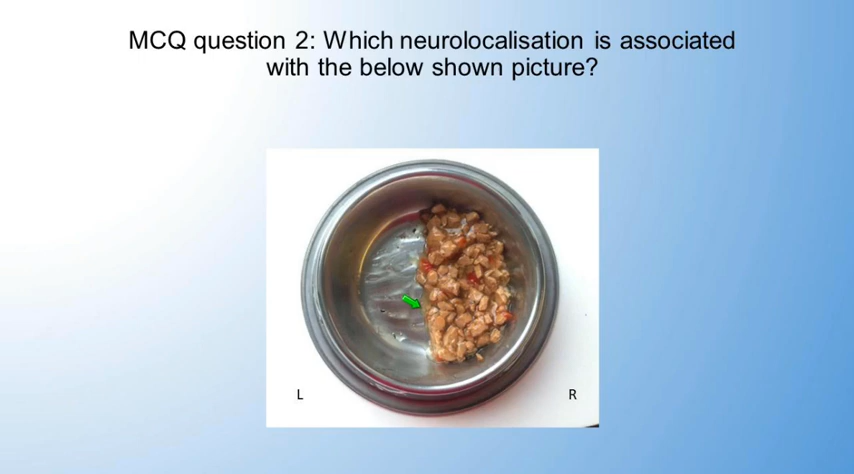 MCQ question 2: Which neurolocalisation is associated
with the below shown picture?
L
R